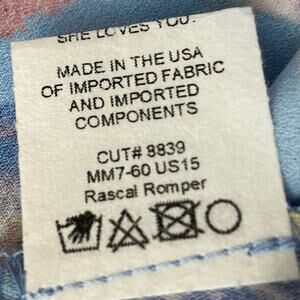 SHE LOVES YOU.
MADE IN THE USA
OF IMPORTED FABRIC
AND IMPORTED
COMPONENTS
CUT# 8839
MM7-60 US15
Rascal Romper